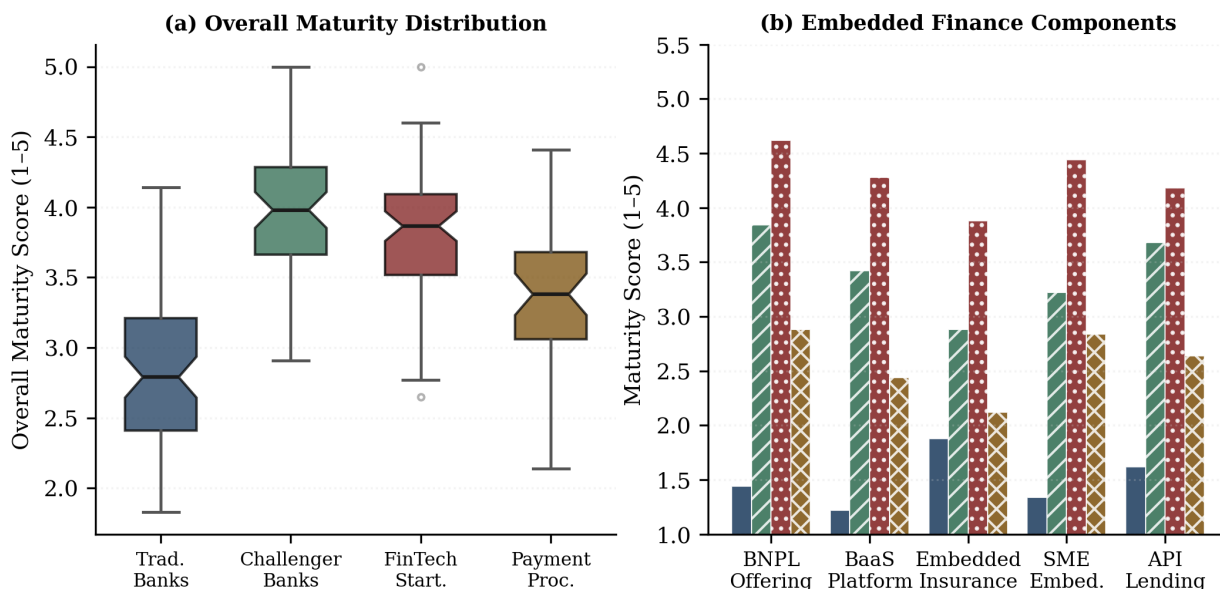 (a) Overall Maturity Distribution
Overall Maturity Score (1–5)
5.0
4.5
4.0
3.5
3.0
2.5
2.0
Trad.
Banks
Challenger
Banks
FinTech
Start.
Payment
Proc.
(b) Embedded Finance Components
Maturity Score (1–5)
5.5
5.0
4.5
4.0
3.5
3.0
2.5
2.0
1.5
1.0
BNPL
Offering
BaaS
Platform
Embedded
Insurance
SME
Embed.
API
Lending